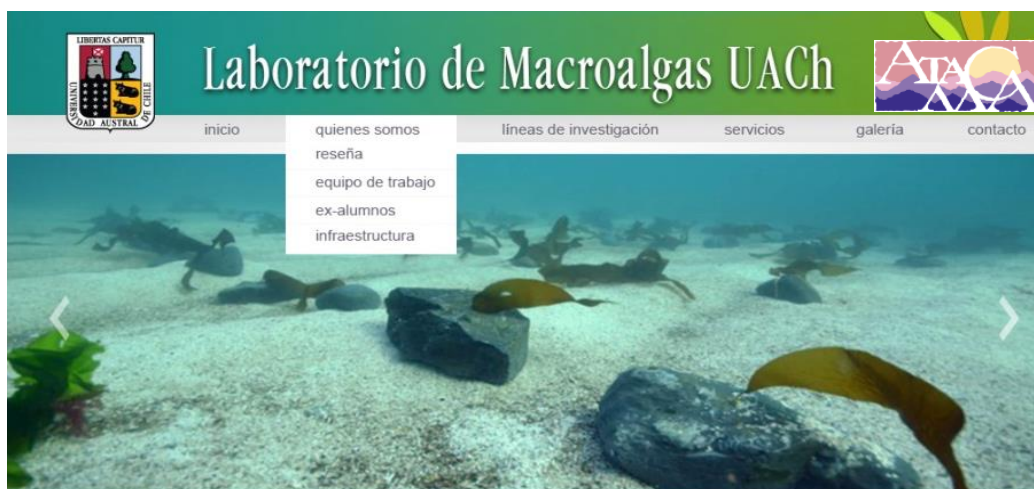 LIBERTAS CAPITUR
UNIVERSIDAD AUSTRAL DE CHILE
Laboratorio de Macroalgas UACh
ATACAMA
inicio quienes somos líneas de investigación servicios galería contacto
reseña
equipo de trabajo
ex-alumnos
infraestructura